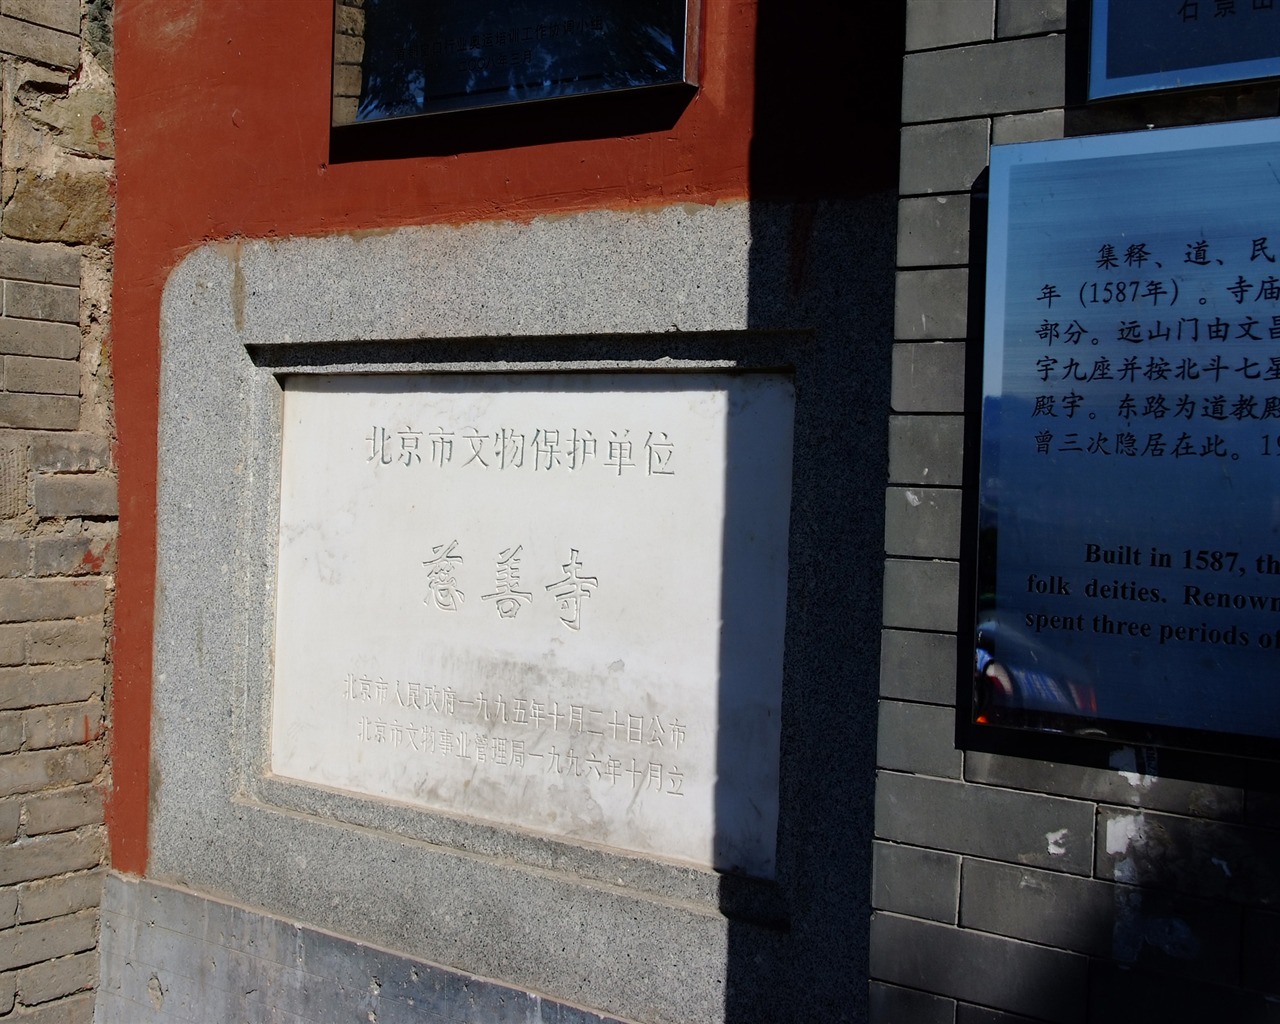 石景山
北京市文物保护单位
慈善寺
北京市人民政府一九九五年十月二十日公布
北京市文物事业管理局一九九六年十月立
集释、道、民
年（1587年）。寺庙
部分。远山门由文昌
宇九座并按北斗七星
殿宇。东路为道教殿
曾三次隐居在此。19
Built in 1587, th
folk deities. Renown
spent three periods o